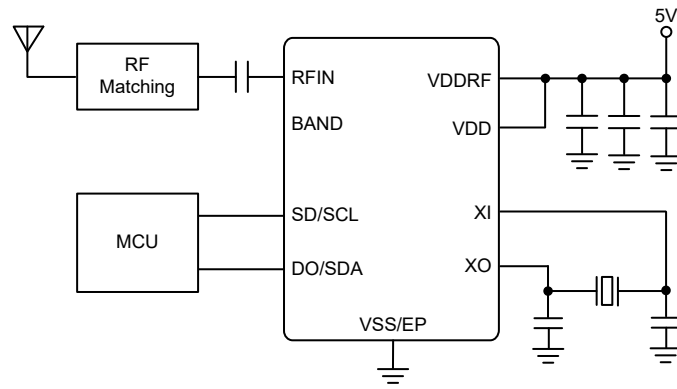 5V
RF
Matching
RFIN
VDDRF
BAND
VDD
MCU
SD/SCL
XI
DO/SDA
XO
VSS/EP